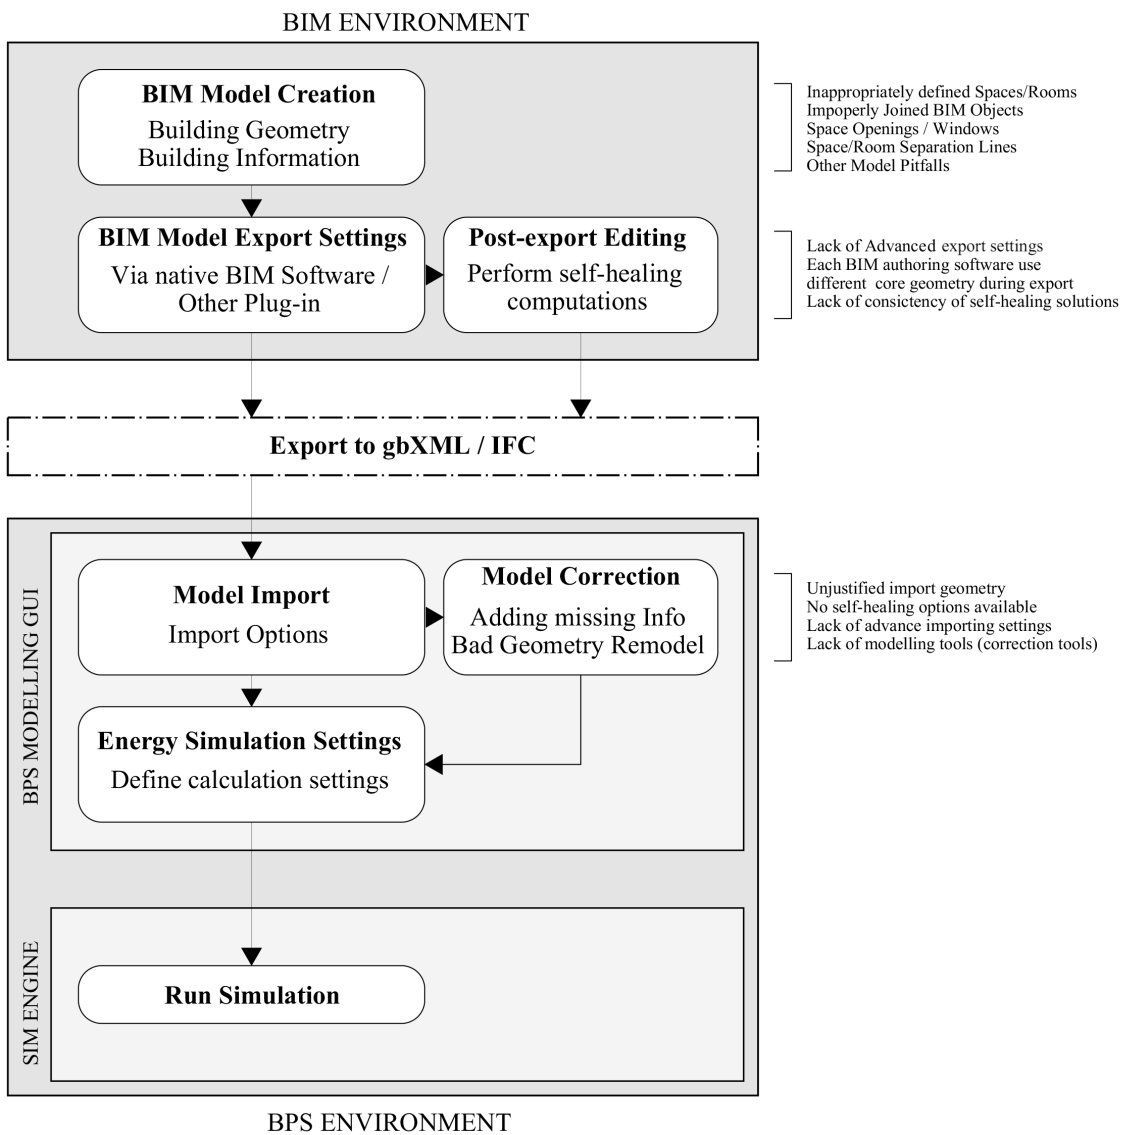 BIM ENVIRONMENT
BIM Model Creation
Building Geometry
Building Information
Inappropriately defined Spaces/Rooms
Impoperly Joined BIM Objects
Space Openings / Windows
Space/Room Separation Lines
Other Model Pitfalls
BIM Model Export Settings
Via native BIM Software /
Other Plug-in
Post-export Editing
Perform self-healing
computations
Lack of Advanced export settings
Each BIM authoring software use
different core geometry during export
Lack of consictency of self-healing solutions
Export to gbXML / IFC
BPS MODELLING GUI
Model Import
Import Options
Model Correction
Adding missing Info
Bad Geometry Remodel
Unjustified import geometry
No self-healing options available
Lack of advance importing settings
Lack of modelling tools (correction tools)
Energy Simulation Settings
Define calculation settings
SIM ENGINE
Run Simulation
BPS ENVIRONMENT